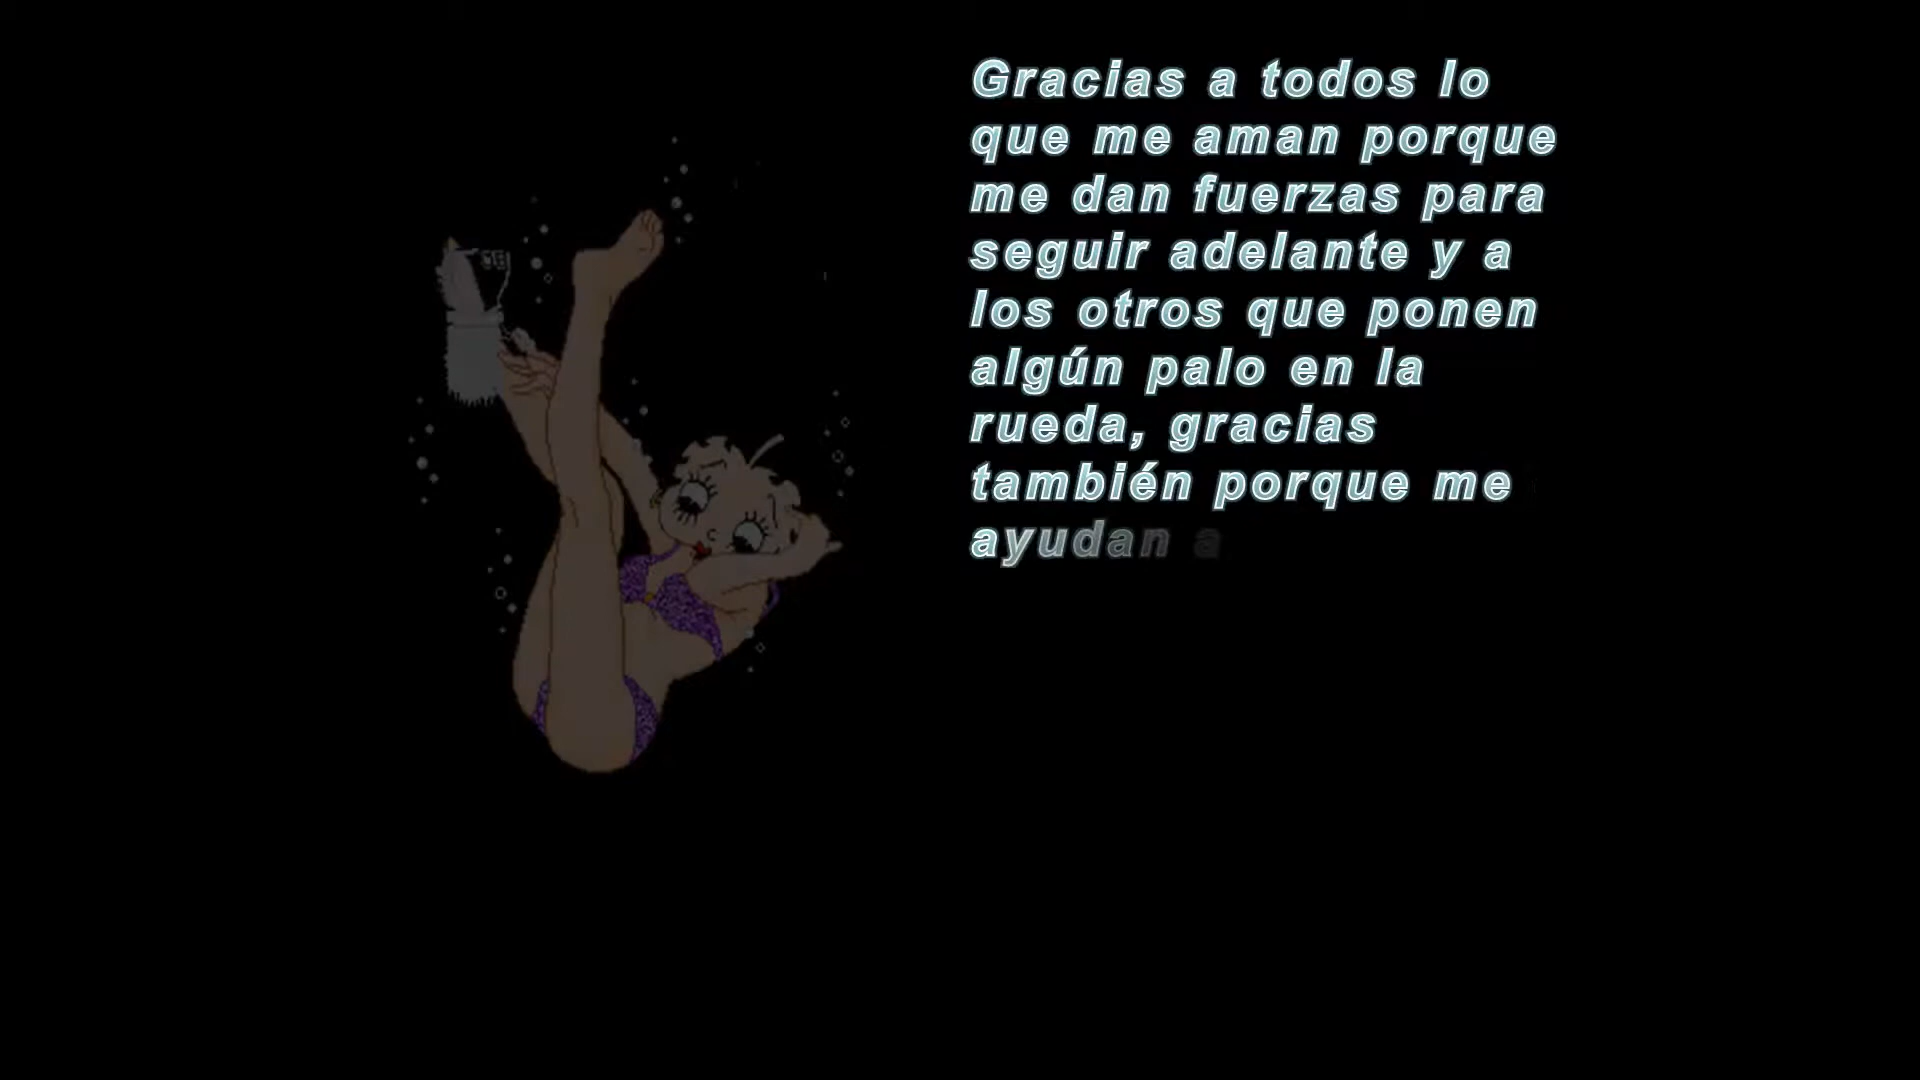 Gracias a todos lo
que me aman porque
me dan fuerzas para
seguir adelante y a
los otros que ponen
algún palo en la
rueda, gracias
también porque me
ayudan a